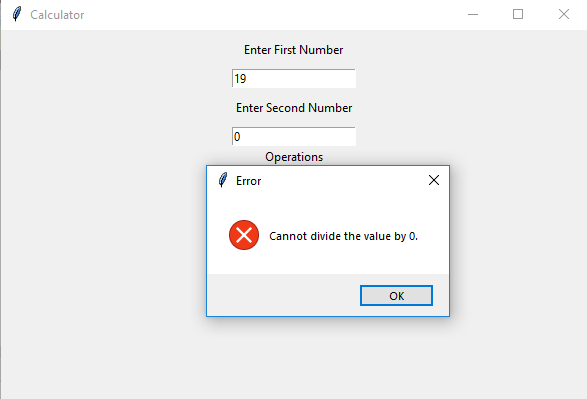 Calculator
Enter First Number
19
Enter Second Number
0
Operations
Error
Cannot divide the value by 0.
OK